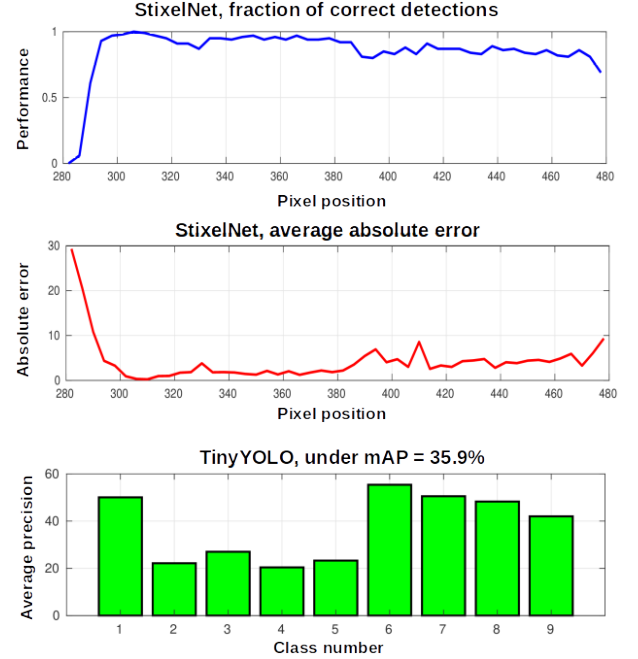 StixelNet, fraction of correct detections
1
0.5
0
Performance
280 300 320 340 360 380 400 420 440 460 480
Pixel position
StixelNet, average absolute error
30
20
10
0
Absolute error
280 300 320 340 360 380 400 420 440 460 480
Pixel position
TinyYOLO, under mAP = 35.9%
60
40
20
0
Average precision
1 2 3 4 5 6 7 8 9
Class number